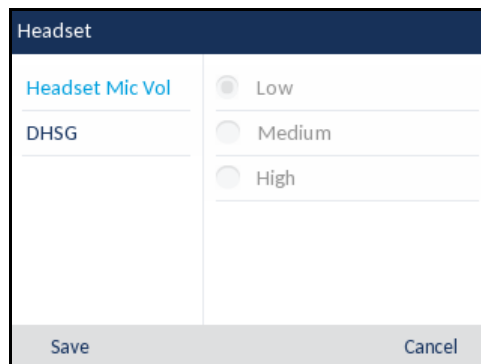 Headset
Headset Mic Vol
DHSG
Low
Medium
High
Save
Cancel